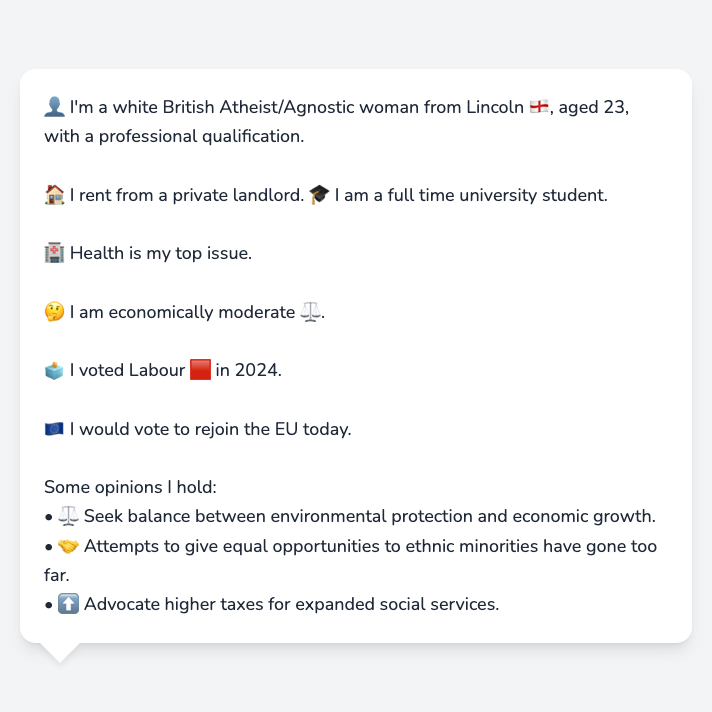 👤 I'm a white British Atheist/Agnostic woman from Lincoln 🏴󠁧󠁢󠁥󠁮󠁧󠁿, aged 23,
with a professional qualification.
🏠 I rent from a private landlord. 🎓 I am a full time university student.
🏥 Health is my top issue.
🤔 I am economically moderate ⚖️.
🗳️ I voted Labour 🟥 in 2024.
🇪🇺 I would vote to rejoin the EU today.
Some opinions I hold:
• ⚖️ Seek balance between environmental protection and economic growth.
• 🤝 Attempts to give equal opportunities to ethnic minorities have gone too
far.
• ⬆️ Advocate higher taxes for expanded social services.